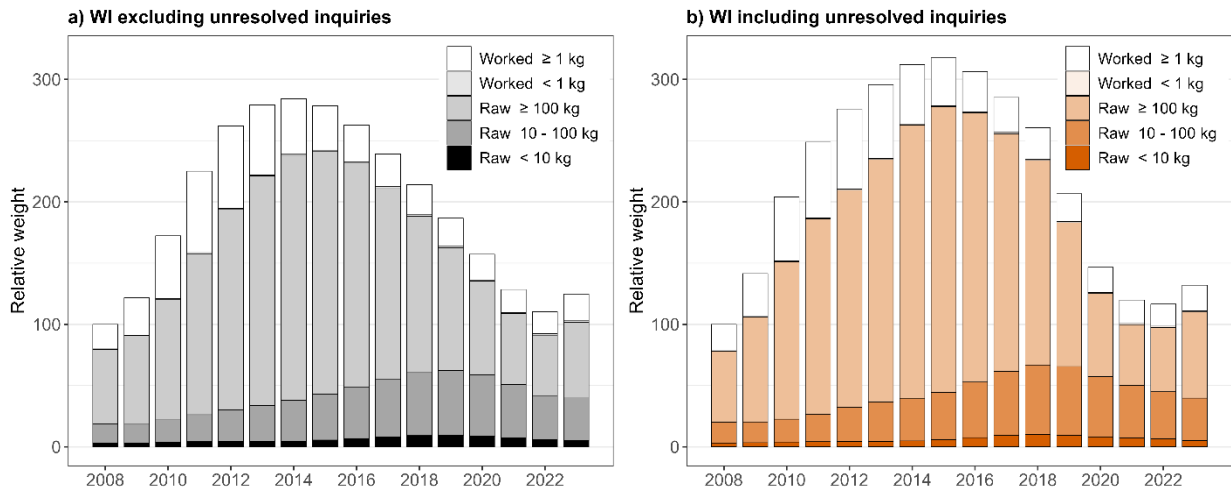 a) WI excluding unresolved inquiries
Relative weight
300
200
100
0
Worked ≥ 1 kg
Worked < 1 kg
Raw ≥ 100 kg
Raw 10 - 100 kg
Raw < 10 kg
2008 2010 2012 2014 2016 2018 2020 2022
b) WI including unresolved inquiries
Relative weight
300
200
100
0
Worked ≥ 1 kg
Worked < 1 kg
Raw ≥ 100 kg
Raw 10 - 100 kg
Raw < 10 kg
2008 2010 2012 2014 2016 2018 2020 2022